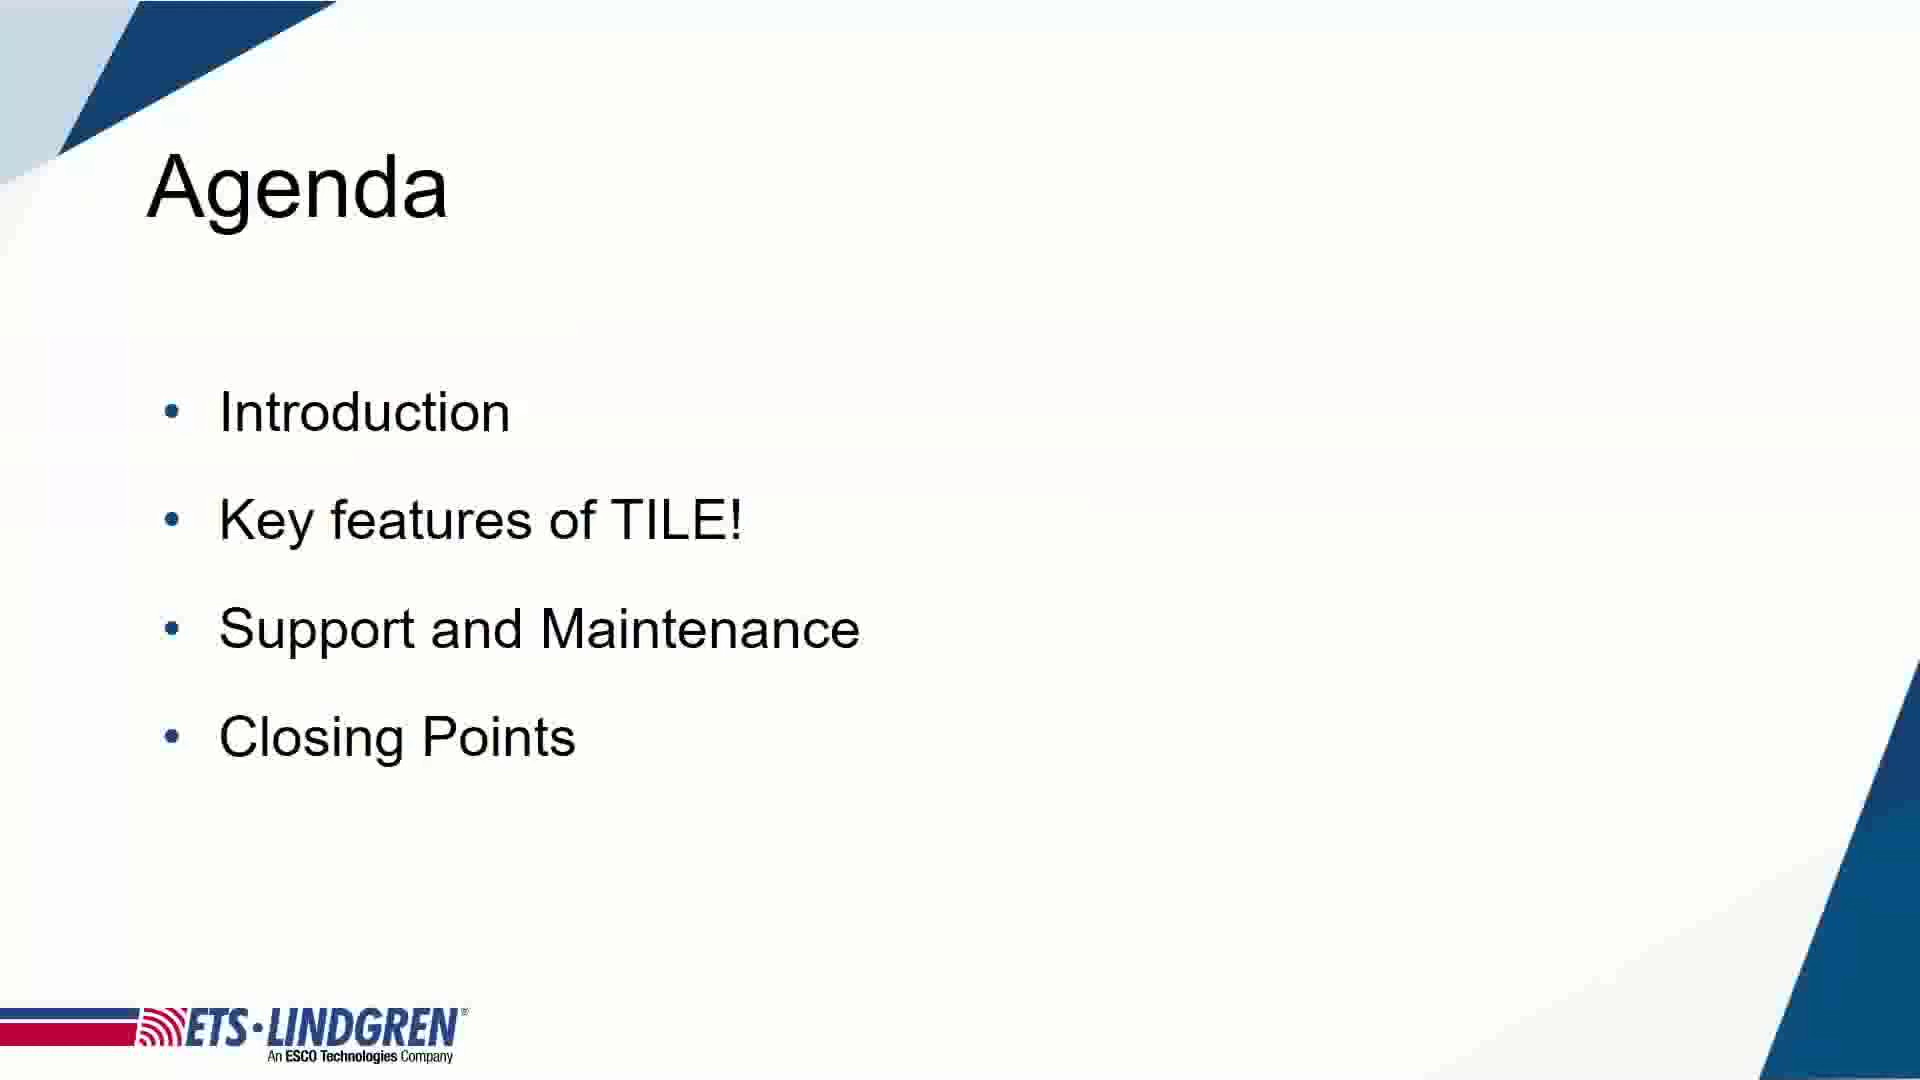 Agenda
• Introduction
• Key features of TILE!
• Support and Maintenance
• Closing Points
ETS·LINDGREN®
An ESCO Technologies Company